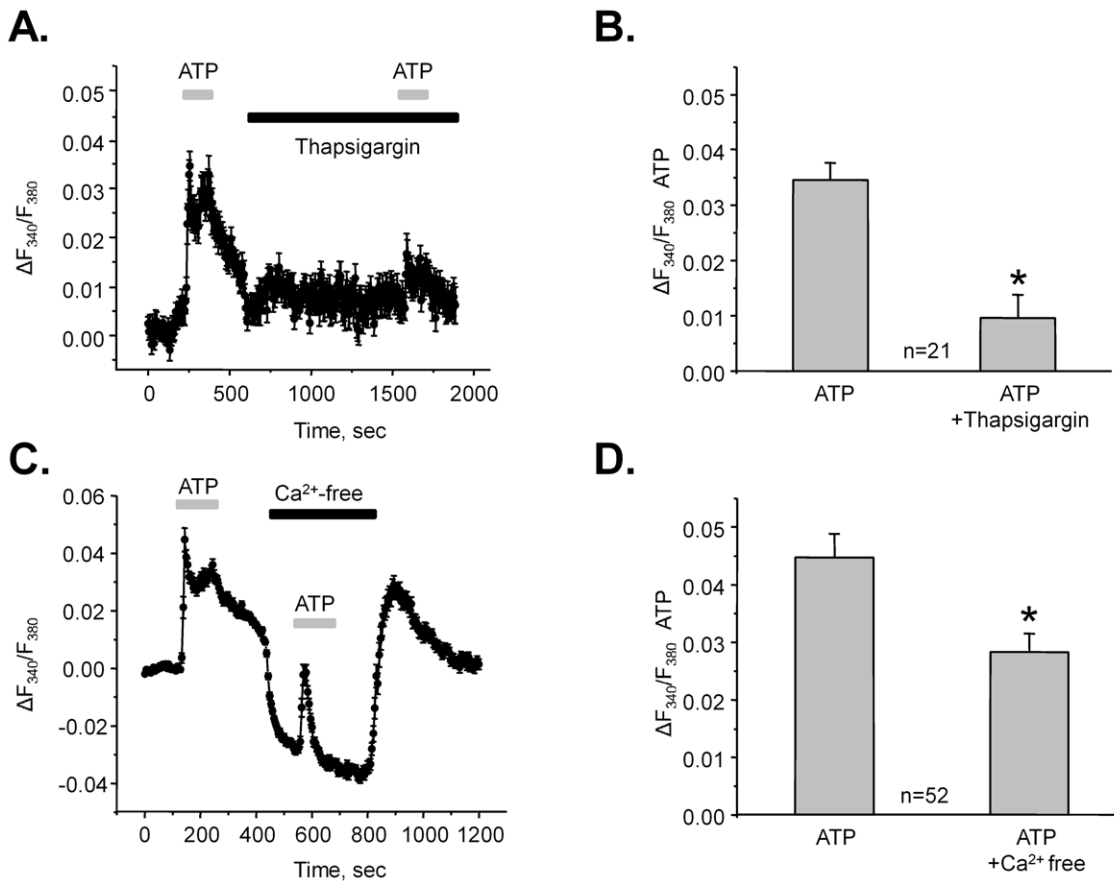 A.
ATP
ATP
Thapsigargin
0.05
0.04
0.03
0.02
0.01
0.00
ΔF340/F380
0
500
1000
1500
2000
Time, sec
B.
0.05
0.04
0.03
0.02
0.01
0.00
ΔF340/F380 ATP
*
n=21
ATP
ATP
+Thapsigargin
C.
ATP
Ca²⁺-free
ATP
0.06
0.04
0.02
0.00
-0.02
-0.04
ΔF340/F380
0
200
400
600
800
1000
1200
Time, sec
D.
0.05
0.04
0.03
0.02
0.01
0.00
ΔF340/F380 ATP
*
n=52
ATP
ATP
+Ca²⁺ free